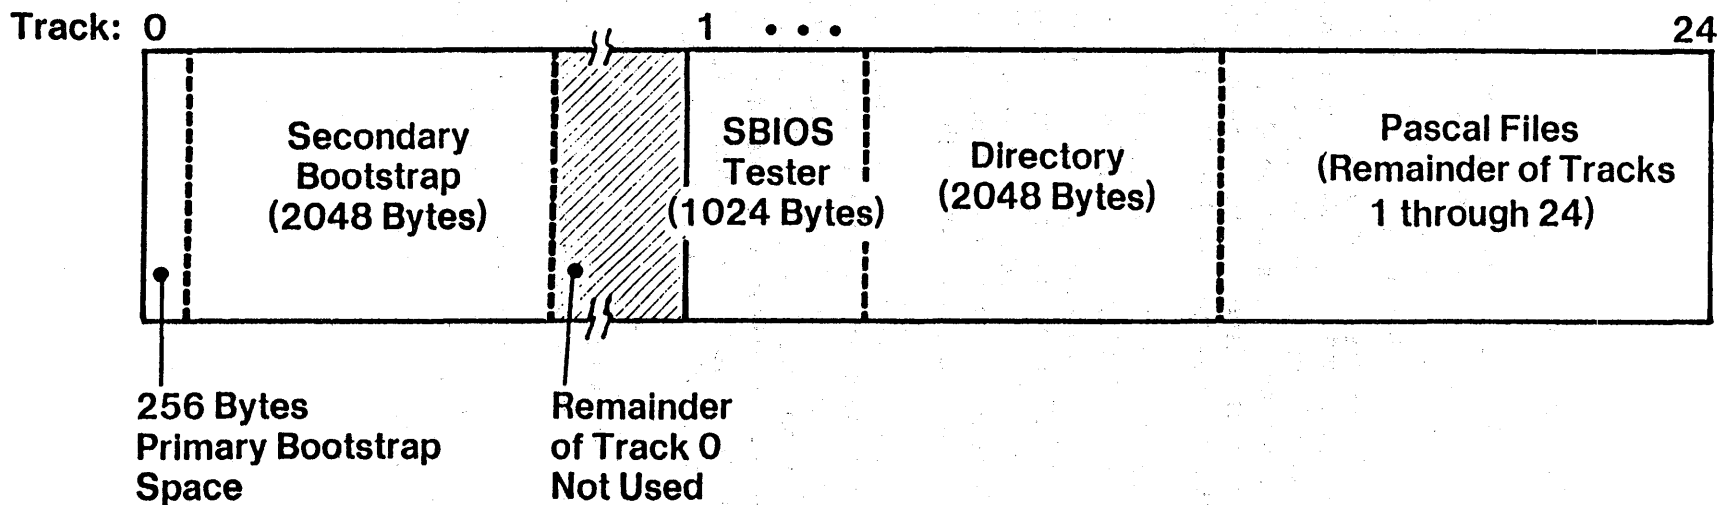 Track: 0 1 • • • 24
Secondary
Bootstrap
(2048 Bytes)
SBIOS
Tester
(1024 Bytes)
Directory
(2048 Bytes)
Pascal Files
(Remainder of Tracks
1 through 24)
256 Bytes
Primary Bootstrap
Space
Remainder
of Track 0
Not Used